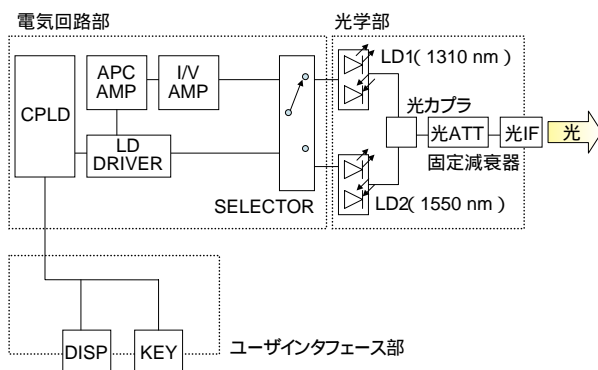 電気回路部
光学部
CPLD
APC
AMP
I/V
AMP
LD
DRIVER
SELECTOR
LD1( 1310 nm)
光カプラ
光ATT
光IF
光
固定減衰器
LD2( 1550 nm)
DISP
KEY
ユーザインタフェース部